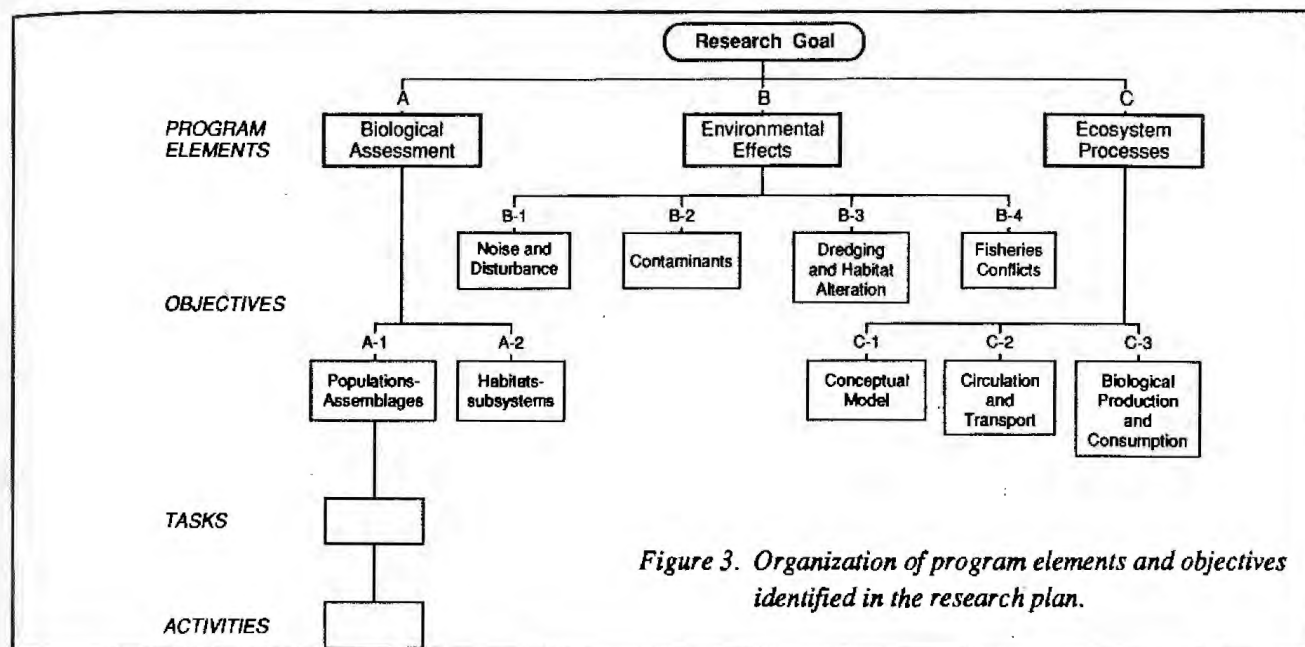 Research Goal
A
B
C
PROGRAM
ELEMENTS
Biological
Assessment
Environmental
Effects
Ecosystem
Processes
B-1
B-2
B-3
B-4
Noise and
Disturbance
Contaminants
Dredging
and Habitat
Alteration
Fisheries
Conflicts
OBJECTIVES
A-1
A-2
C-1
C-2
C-3
Populations-
Assemblages
Habitats-
subsystems
Conceptual
Model
Circulation
and
Transport
Biological
Production
and
Consumption
TASKS
ACTIVITIES
Figure 3. Organization of program elements and objectives
identified in the research plan.